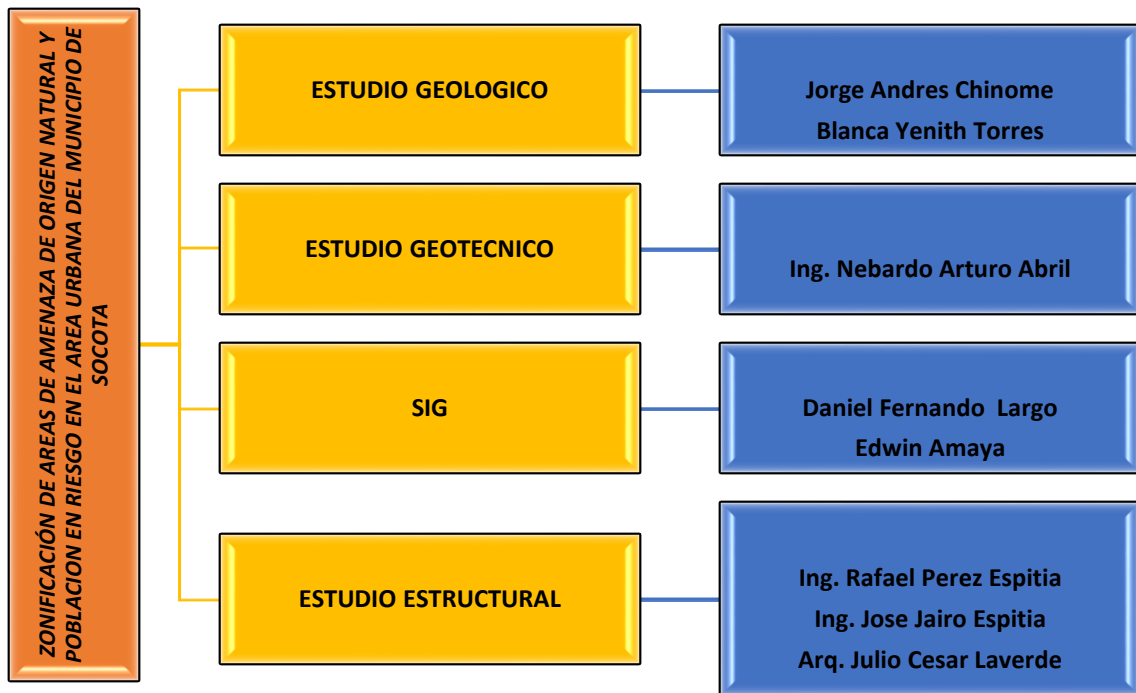 ZONIFICACIÓN DE AREAS DE AMENAZA DE ORIGEN NATURAL Y
POBLACION EN RIESGO EN EL AREA URBANA DEL MUNICIPIO DE
SOCOTA
ESTUDIO GEOLOGICO
Jorge Andres Chinome
Blanca Yenith Torres
ESTUDIO GEOTECNICO
Ing. Nebardo Arturo Abril
SIG
Daniel Fernando Largo
Edwin Amaya
ESTUDIO ESTRUCTURAL
Ing. Rafael Perez Espitia
Ing. Jose Jairo Espitia
Arq. Julio Cesar Laverde